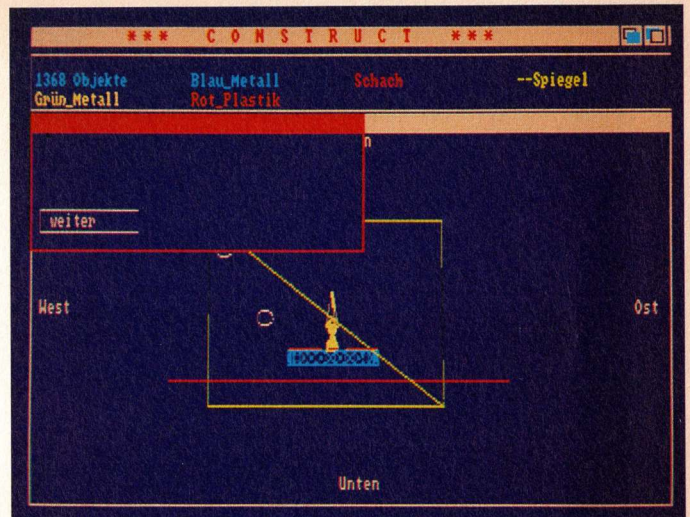 *** CONSTRUCT ***
1368 Objekte Blau_Metall Schach --Spiegel
Grün_Metall Rot_Plastik
n
weiter
West Ost
Unten